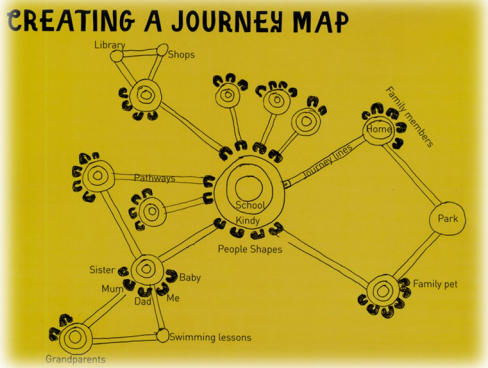 CREATING A JOURNEY MAP
Library
Shops
Family members
Home
Journey lines
Pathways
School
Kindy
Park
People Shapes
Sister
Baby
Mum
Dad
Me
Family pet
Swimming lessons
Grandparents